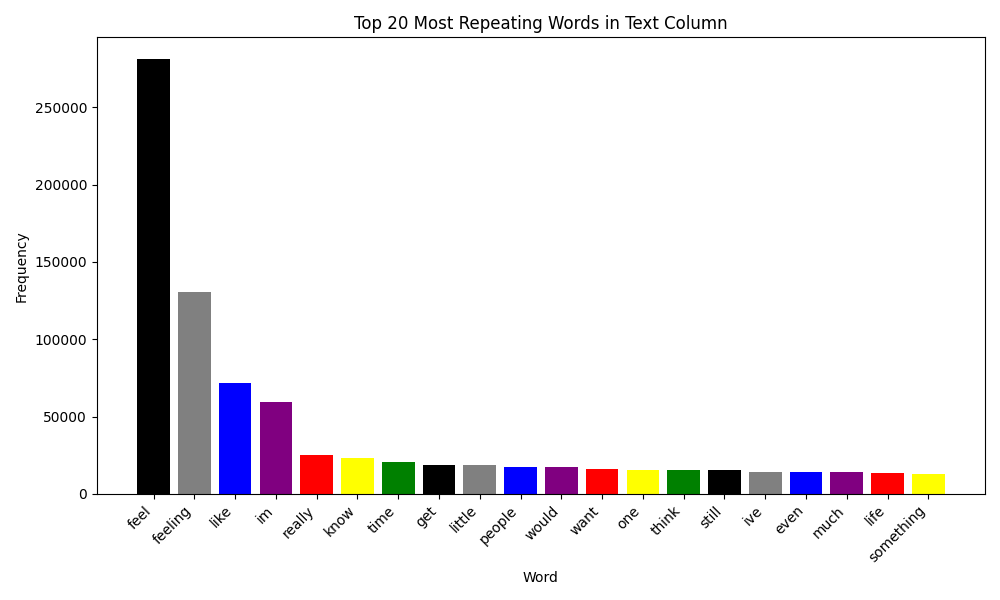 Top 20 Most Repeating Words in Text Column
Frequency
250000
200000
150000
100000
50000
0
feel
feeling
like
im
really
know
time
get
little
people
would
want
one
think
still
ive
even
much
life
something
Word